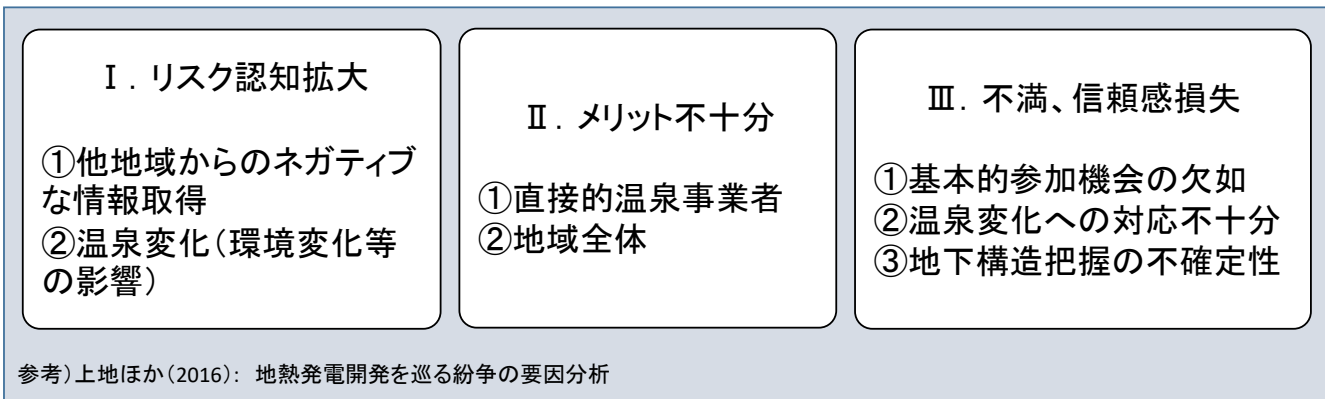 Ⅰ．リスク認知拡大
①他地域からのネガティブ
な情報取得
②温泉変化（環境変化等
の影響）
Ⅱ．メリット不十分
①直接的温泉事業者
②地域全体
Ⅲ．不満、信頼感損失
①基本的参加機会の欠如
②温泉変化への対応不十分
③地下構造把握の不確定性
参考）上地ほか（2016）： 地熱発電開発を巡る紛争の要因分析